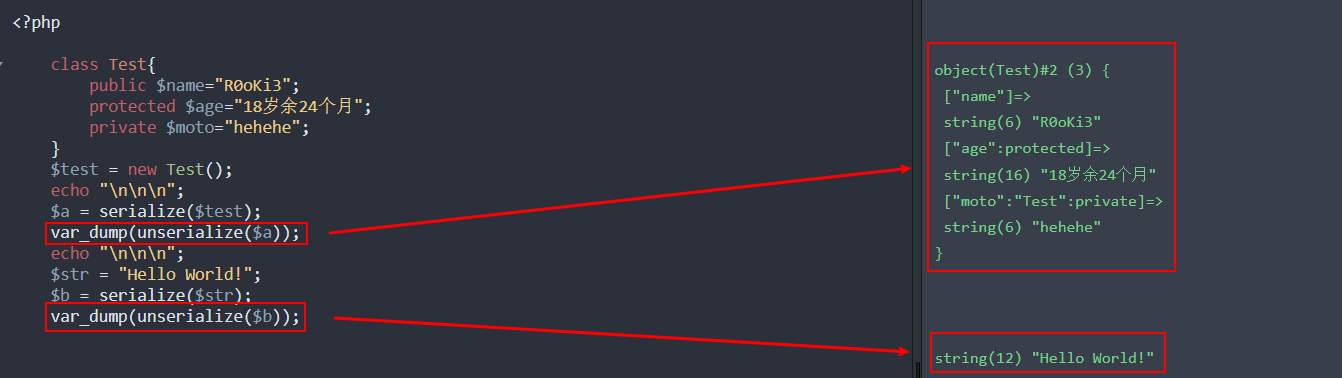 <?php
class Test{
public $name="R0oKi3";
protected $age="18岁余24个月";
private $moto="hehehe";
}
$test = new Test();
echo "\n\n\n";
$a = serialize($test);
var_dump(unserialize($a));
echo "\n\n\n";
$str = "Hello World!";
$b = serialize($str);
var_dump(unserialize($b));
object(Test)#2 (3) {
["name"]=>
string(6) "R0oKi3"
["age":protected]=>
string(16) "18岁余24个月"
["moto":"Test":private]=>
string(6) "hehehe"
}
string(12) "Hello World!"